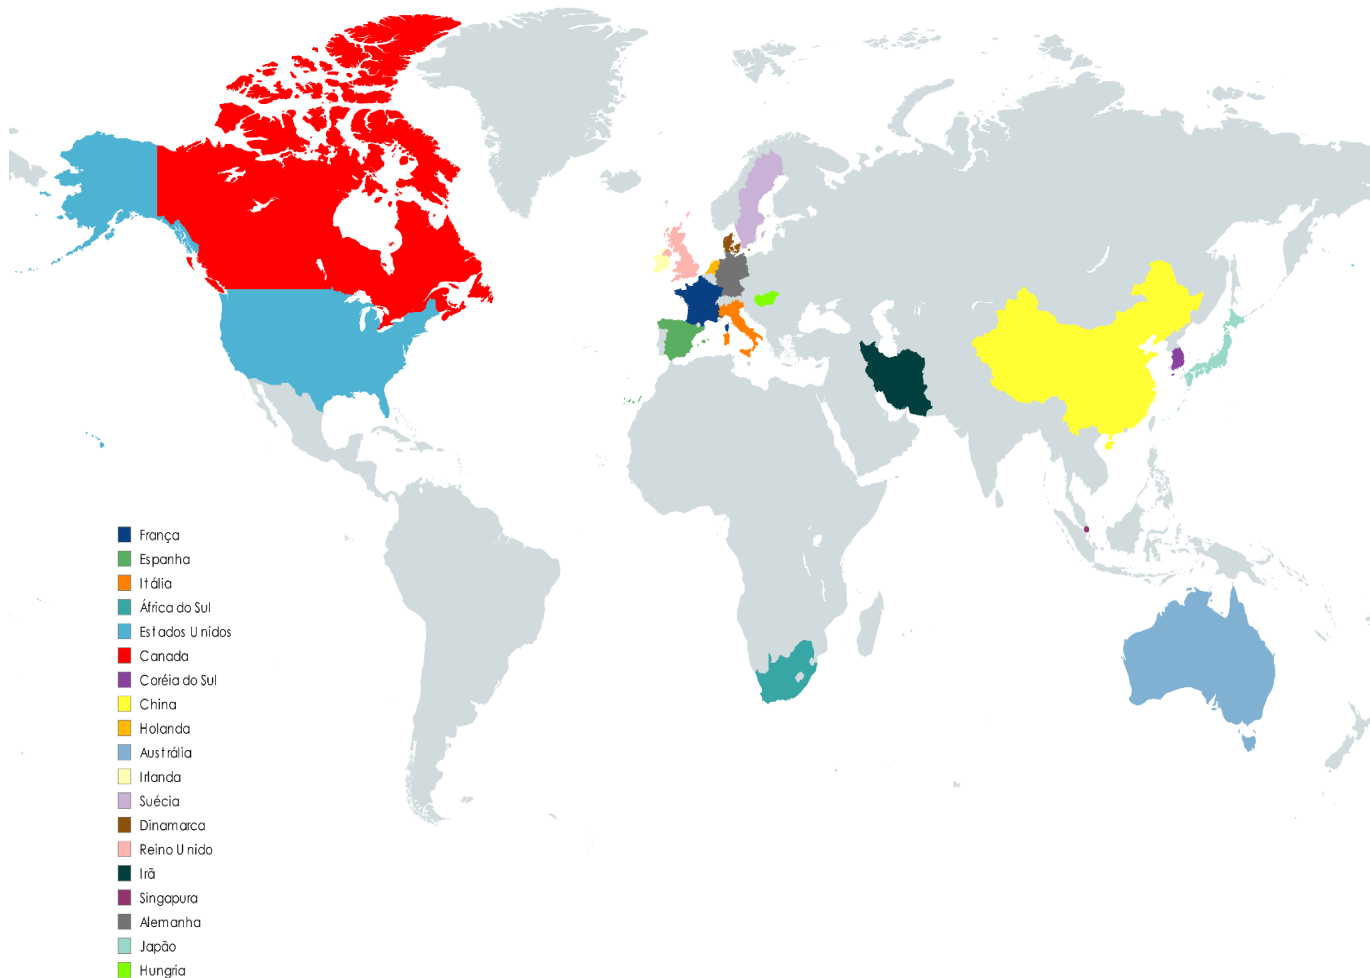 França
Espanha
Itália
África do Sul
Estados Unidos
Canada
Coréia do Sul
China
Holanda
Austrália
Irlanda
Suécia
Dinamarca
Reino Unido
Irã
Singapura
Alemanha
Japão
Hungria